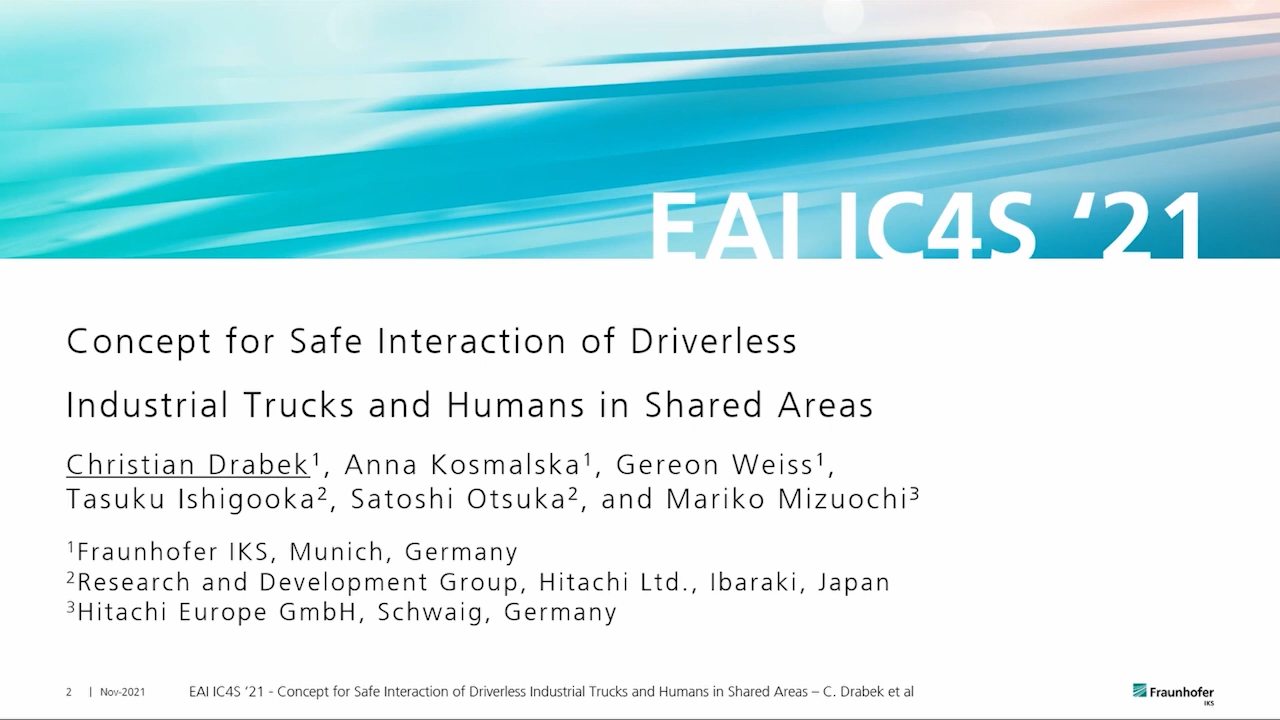 EAI IC4S ‘21
Concept for Safe Interaction of Driverless
Industrial Trucks and Humans in Shared Areas
Christian Drabek¹, Anna Kosmalska¹, Gereon Weiss¹,
Tasuku Ishigooka², Satoshi Otsuka², and Mariko Mizuochi³
¹Fraunhofer IKS, Munich, Germany
²Research and Development Group, Hitachi Ltd., Ibaraki, Japan
³Hitachi Europe GmbH, Schwaig, Germany
2 | Nov-2021 EAI IC4S ‘21 - Concept for Safe Interaction of Driverless Industrial Trucks and Humans in Shared Areas – C. Drabek et al
Fraunhofer
IKS